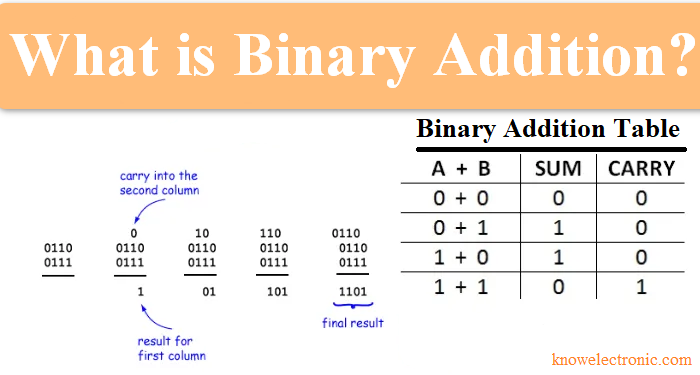 What is Binary Addition?
carry into the
second column
0 10 110 0110
0110 0110 0110 0110 0110
0111 0111 0111 0111 0111
1 01 101 1101
result for
first column
final result
Binary Addition Table
A + B SUM CARRY
0 + 0 0 0
0 + 1 1 0
1 + 0 1 0
1 + 1 0 1
knowelectronic.com